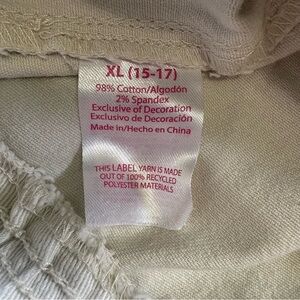 XL (15-17)
98% Cotton/Algodón
2% Spandex
Exclusive of Decoration
Exclusivo de Decoración
Made in/Hecho en China
THIS LABEL YARN IS MADE
OUT OF 100% RECYCLED
POLYESTER MATERIALS